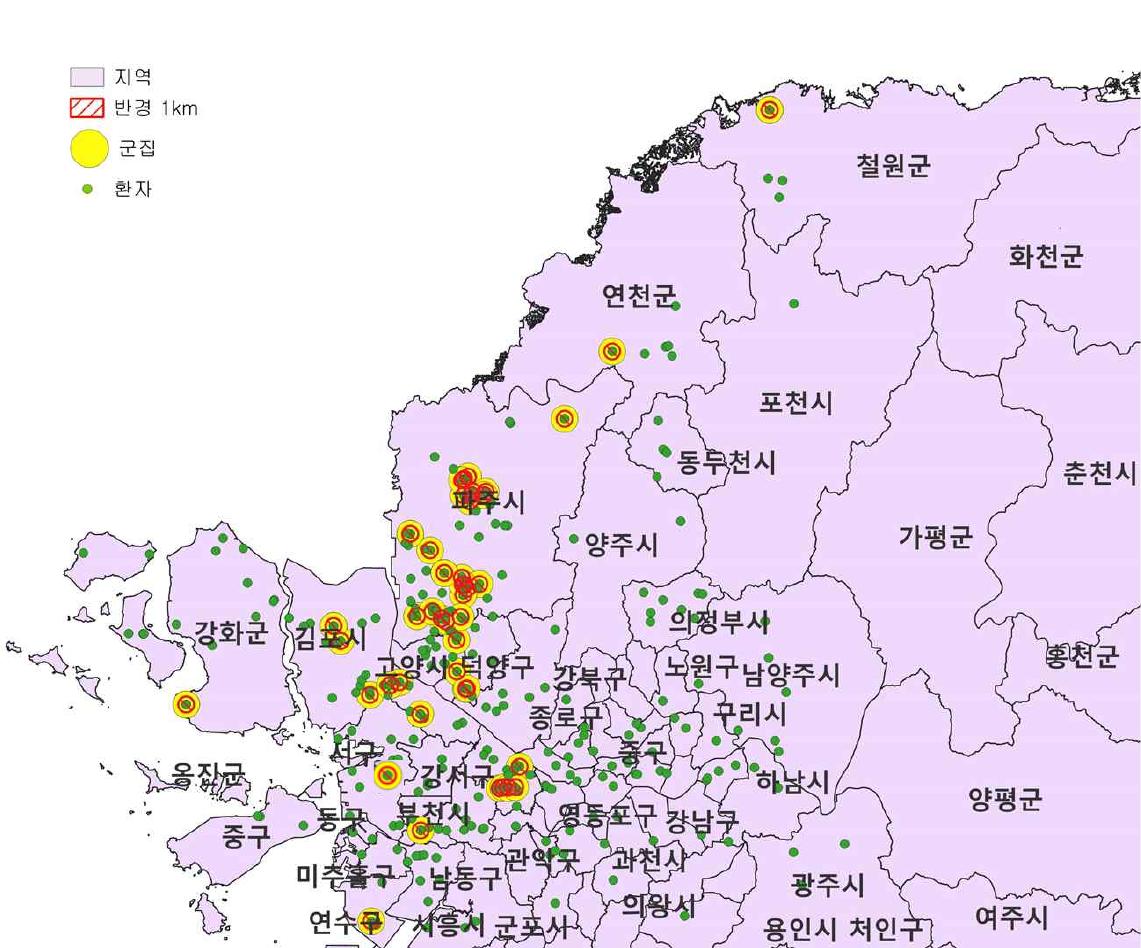 지역
반경 1km
군집
환자
철원군
화천군
연천군
포천시
동두천시
춘천시
파주시
양주시
가평군
강화군
김포시
의정부시
홍천군
고양시 덕양구
강북구
노원구
남양주시
종로구
구리시
서구
중구
옹진군
강서구
하남시
양평군
동구
부천시
영등포구
강남구
중구
관악구
과천시
미추홀구
남동구
광주시
의왕시
연수구
시흥시
군포시
용인시 처인구
여주시